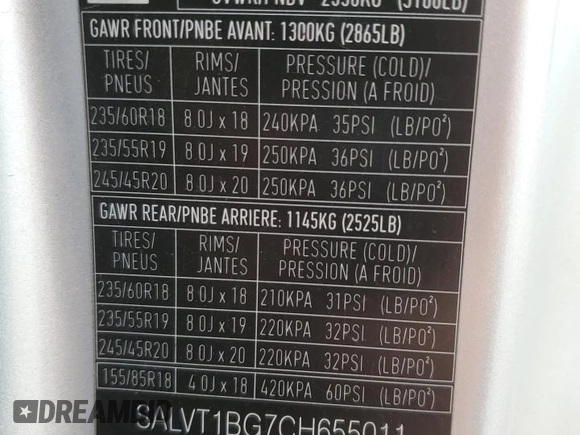 GAWR FRONT/PNBE AVANT: 1300KG (2865LB)
TIRES/ PNEUS RIMS/ JANTES PRESSURE (COLD)/ PRESSION (A FROID)
235/60R18 8.0J x 18 240KPA 35PSI (LB/PO²)
235/55R19 8.0J x 19 250KPA 36PSI (LB/PO²)
245/45R20 8.0J x 20 250KPA 36PSI (LB/PO²)
GAWR REAR/PNBE ARRIERE: 1145KG (2525LB)
TIRES/ PNEUS RIMS/ JANTES PRESSURE (COLD)/ PRESSION (A FROID)
235/60R18 8.0J x 18 210KPA 31PSI (LB/PO²)
235/55R19 8.0J x 19 220KPA 32PSI (LB/PO²)
245/45R20 8.0J x 20 220KPA 32PSI (LB/PO²)
155/85R18 4.0J x 18 420KPA 60PSI (LB/PO²)
SALVT1BG7CH655011